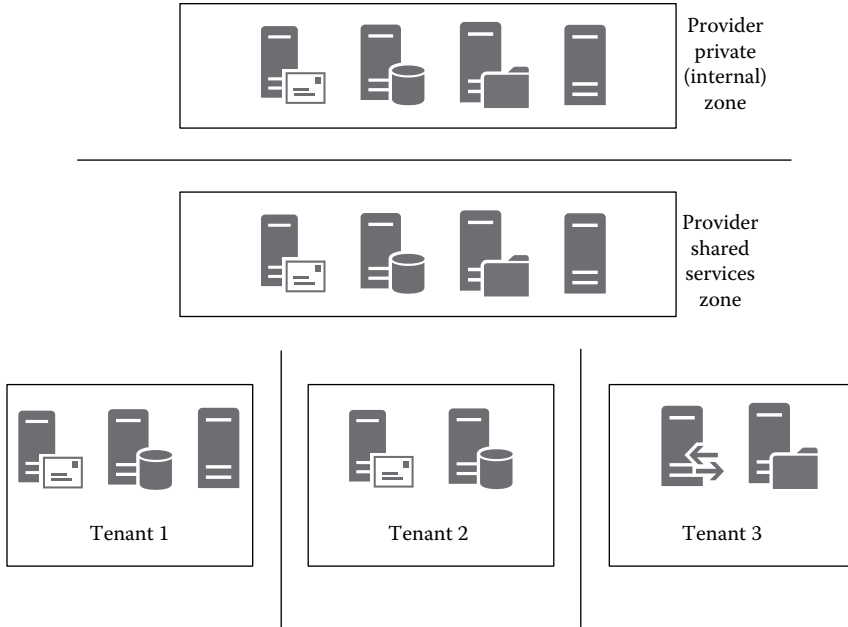 Provider
private
(internal)
zone
Provider
shared
services
zone
Tenant 1
Tenant 2
Tenant 3